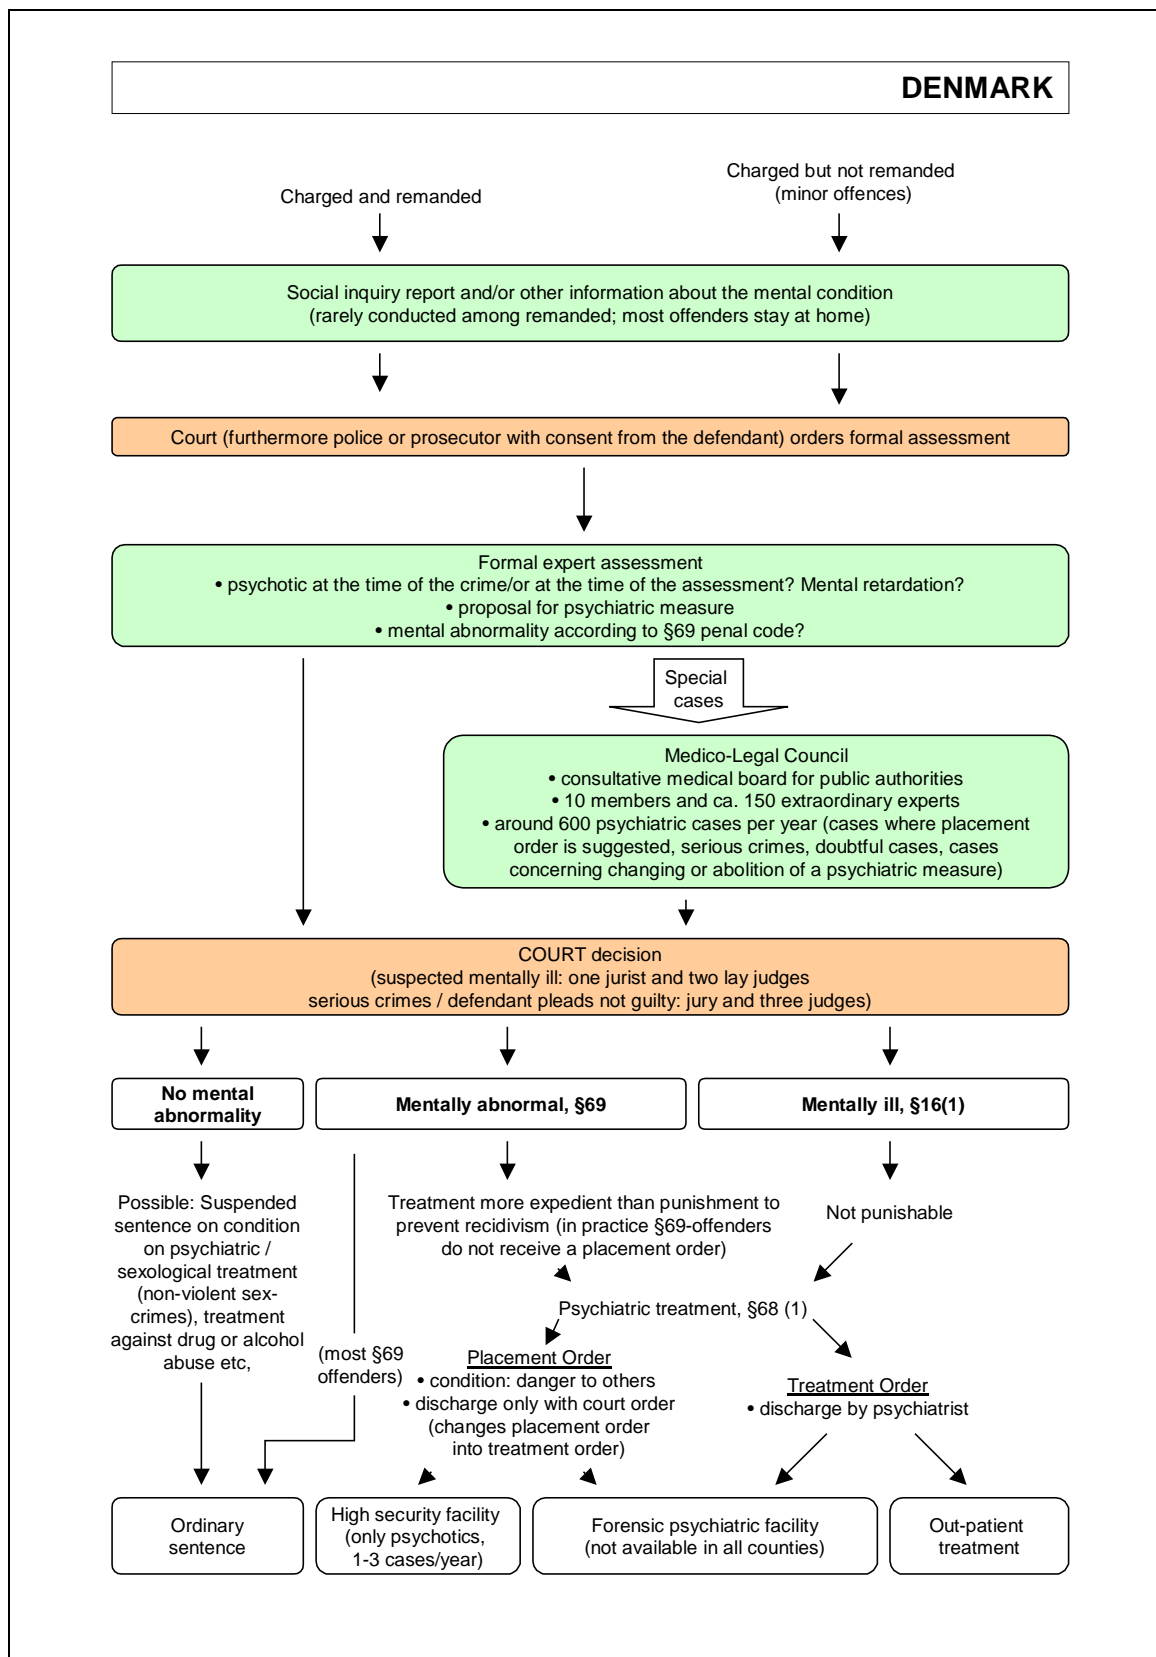 DENMARK
Charged and remanded
Charged but not remanded
(minor offences)
Social inquiry report and/or other information about the mental condition
(rarely conducted among remanded; most offenders stay at home)
Court (furthermore police or prosecutor with consent from the defendant) orders formal assessment
Formal expert assessment
• psychotic at the time of the crime/or at the time of the assessment? Mental retardation?
• proposal for psychiatric measure
• mental abnormality according to §69 penal code?
Special
cases
Medico-Legal Council
• consultative medical board for public authorities
• 10 members and ca. 150 extraordinary experts
• around 600 psychiatric cases per year (cases where placement
order is suggested, serious crimes, doubtful cases, cases
concerning changing or abolition of a psychiatric measure)
COURT decision
(suspected mentally ill: one jurist and two lay judges
serious crimes / defendant pleads not guilty: jury and three judges)
No mental
abnormality
Mentally abnormal, §69
Mentally ill, §16(1)
Possible: Suspended
sentence on condition
on psychiatric /
sexological treatment
(non-violent sex-
crimes), treatment
against drug or alcohol
abuse etc,
(most §69
offenders)
Treatment more expedient than punishment to
prevent recidivism (in practice §69-offenders
do not receive a placement order)
Not punishable
Psychiatric treatment, §68 (1)
Placement Order
• condition: danger to others
• discharge only with court order
(changes placement order
into treatment order)
Treatment Order
• discharge by psychiatrist
Ordinary
sentence
High security facility
(only psychotics,
1-3 cases/year)
Forensic psychiatric facility
(not available in all counties)
Out-patient
treatment